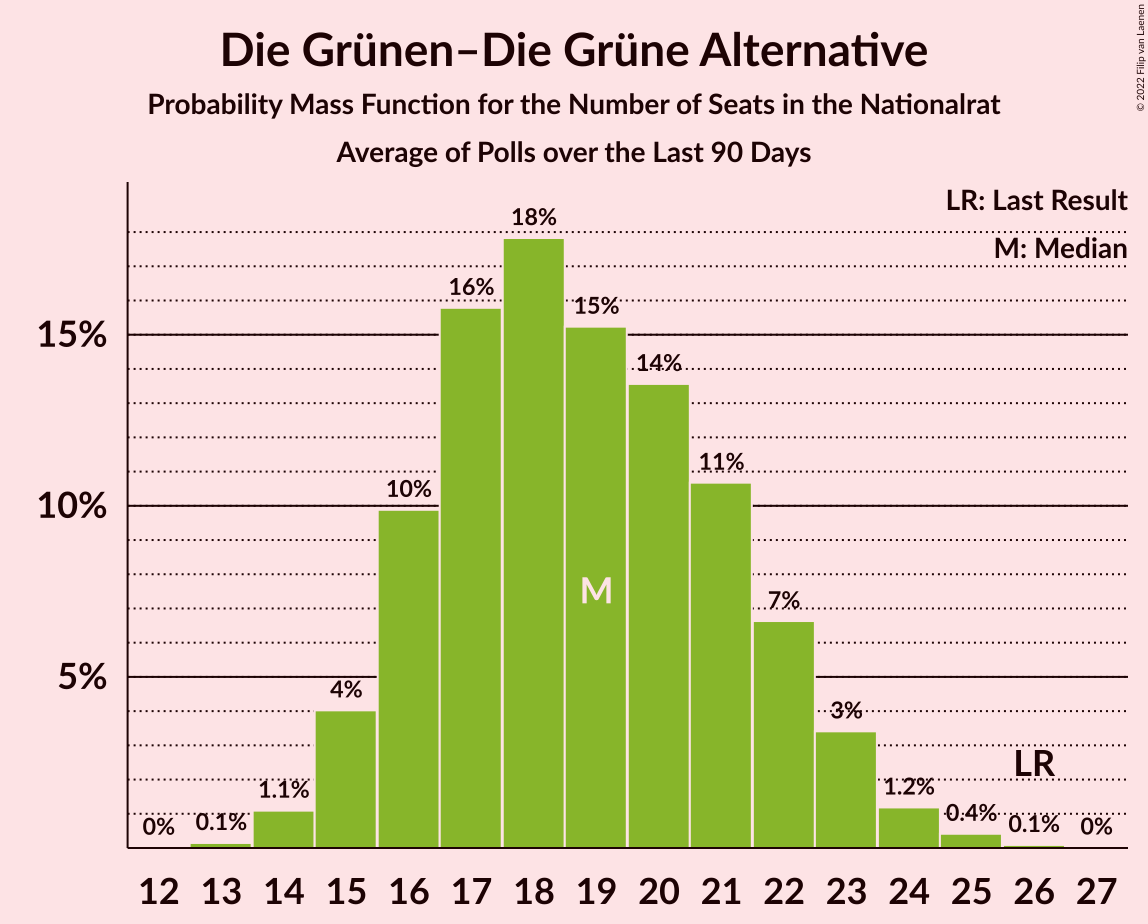 Die Grünen–Die Grüne Alternative
Probability Mass Function for the Number of Seats in the Nationalrat
Average of Polls over the Last 90 Days
© 2022 Filip van Laenen
LR: Last Result
M: Median
18%
16%
15%
15%
14%
11%
10%
10%
M
7%
5%
4%
3%
LR
1.1%
1.2%
0%
0.1%
0.4%
0.1%
0%
12 13 14 15 16 17 18 19 20 21 22 23 24 25 26 27